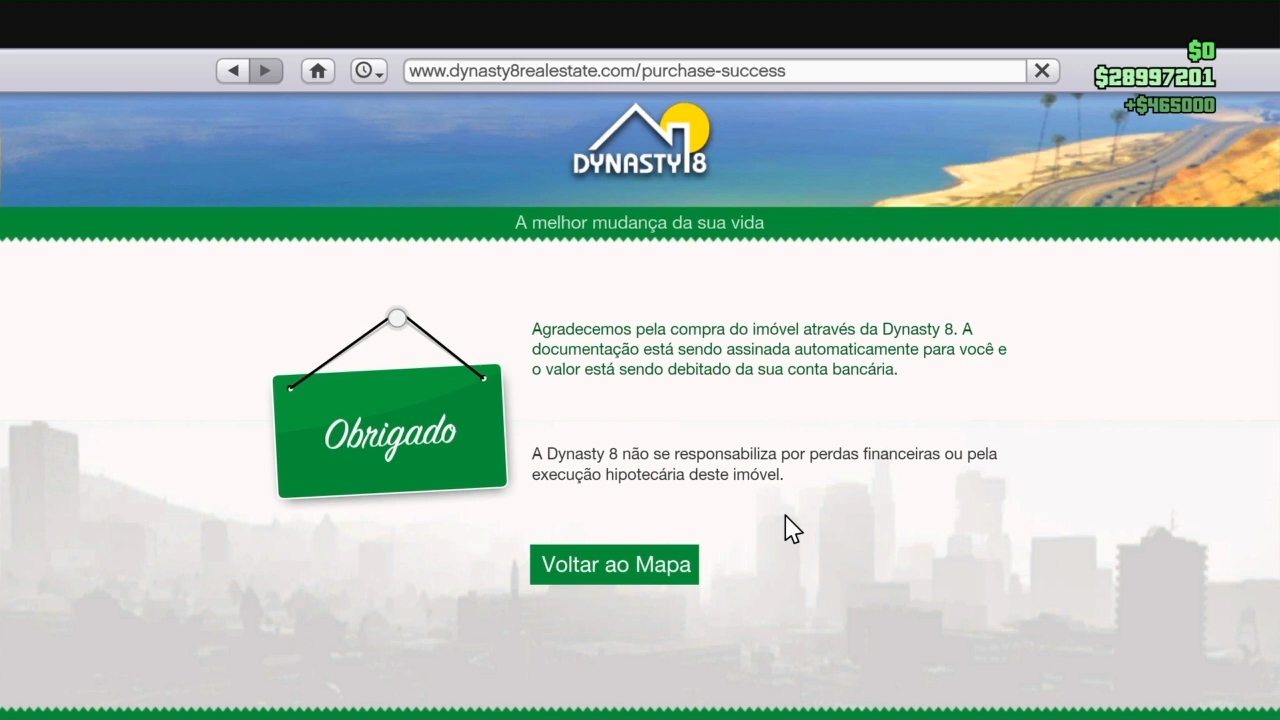 $0
www.dynasty8realestate.com/purchase-success
$28997201
+$465000
DYNASTY 8
A melhor mudança da sua vida
Agradecemos pela compra do imóvel através da Dynasty 8. A
documentação está sendo assinada automaticamente para você e
o valor está sendo debitado da sua conta bancária.
Obrigado
A Dynasty 8 não se responsabiliza por perdas financeiras ou pela
execução hipotecária deste imóvel.
Voltar ao Mapa